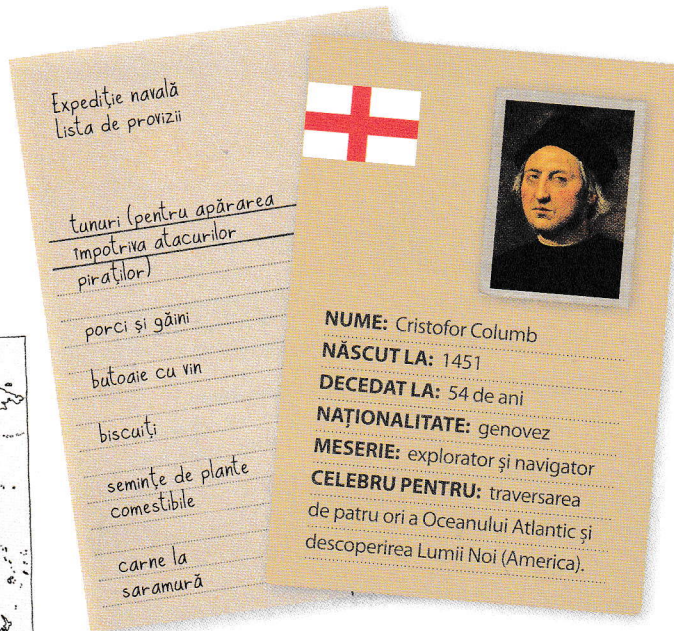 Expediție navală
Lista de provizii
tunuri (pentru apărarea
împotriva atacurilor
piraților)
porci și găini
butoaie cu vin
biscuiți
semințe de plante
comestibile
carne la
saramură
NUME: Cristofor Columb
NĂSCUT LA: 1451
DECEDAT LA: 54 de ani
NAȚIONALITATE: genovez
MESERIE: explorator și navigator
CELEBRU PENTRU: traversarea
de patru ori a Oceanului Atlantic și
descoperirea Lumii Noi (America).